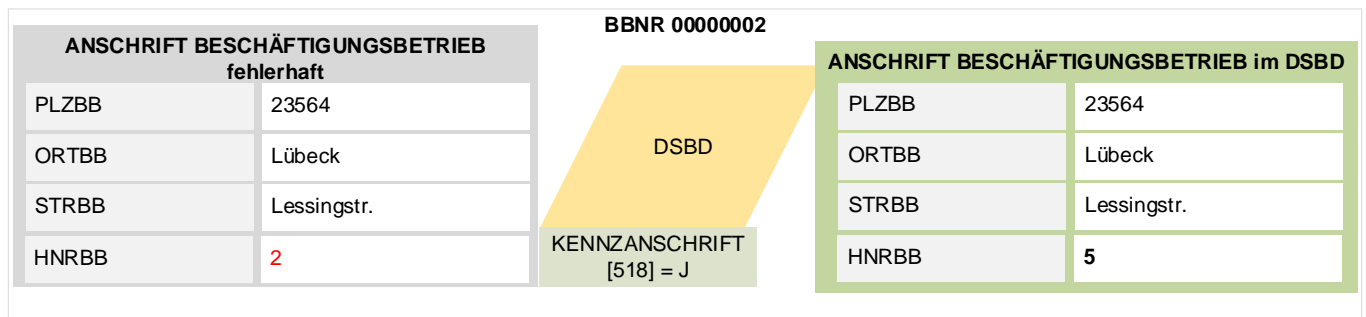 BBNR 00000002
ANSCHRIFT BESCHÄFTIGUNGSBETRIEB
fehlerhaft
PLZBB 23564
ORTBB Lübeck
STRBB Lessingstr.
HNRBB 2
DSBD
KENNZANSCHRIFT
[518] = J
ANSCHRIFT BESCHÄFTIGUNGSBETRIEB im DSBD
PLZBB 23564
ORTBB Lübeck
STRBB Lessingstr.
HNRBB 5